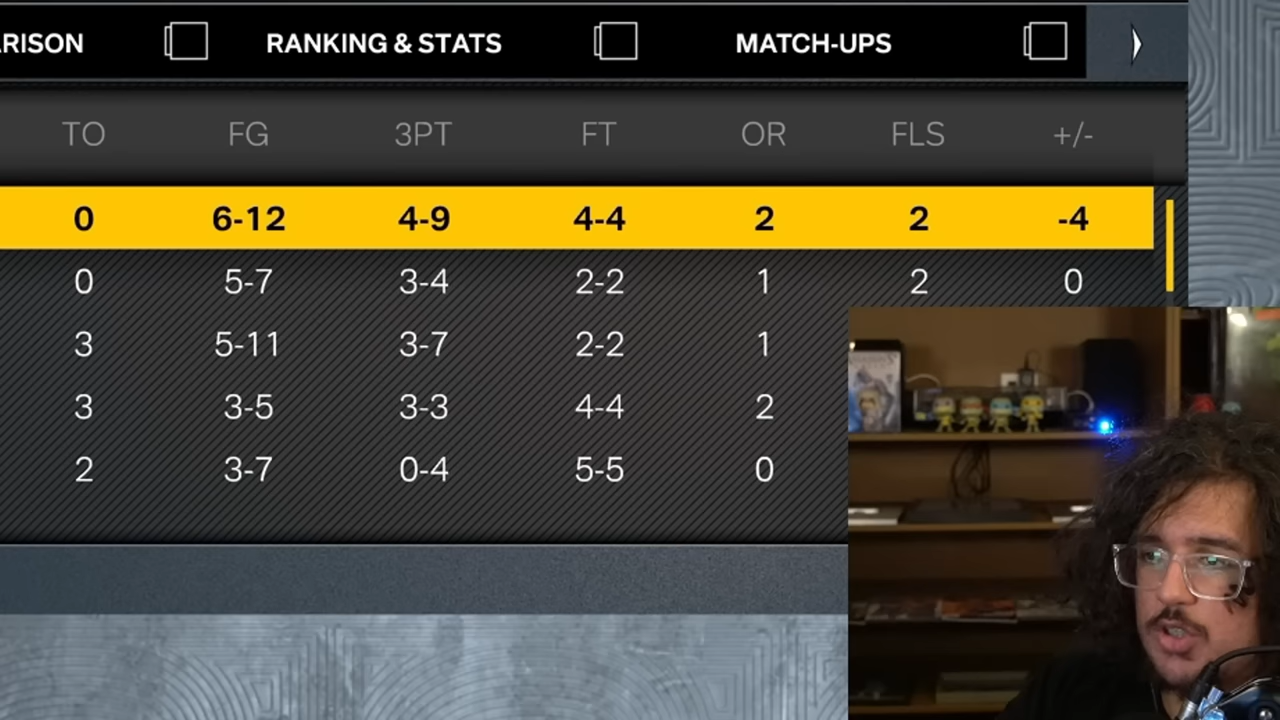 RISON RANKING & STATS MATCH-UPS
TO FG 3PT FT OR FLS +/-
0 6-12 4-9 4-4 2 2 -4
0 5-7 3-4 2-2 1 2 0
3 5-11 3-7 2-2 1
3 3-5 3-3 4-4 2
2 3-7 0-4 5-5 0